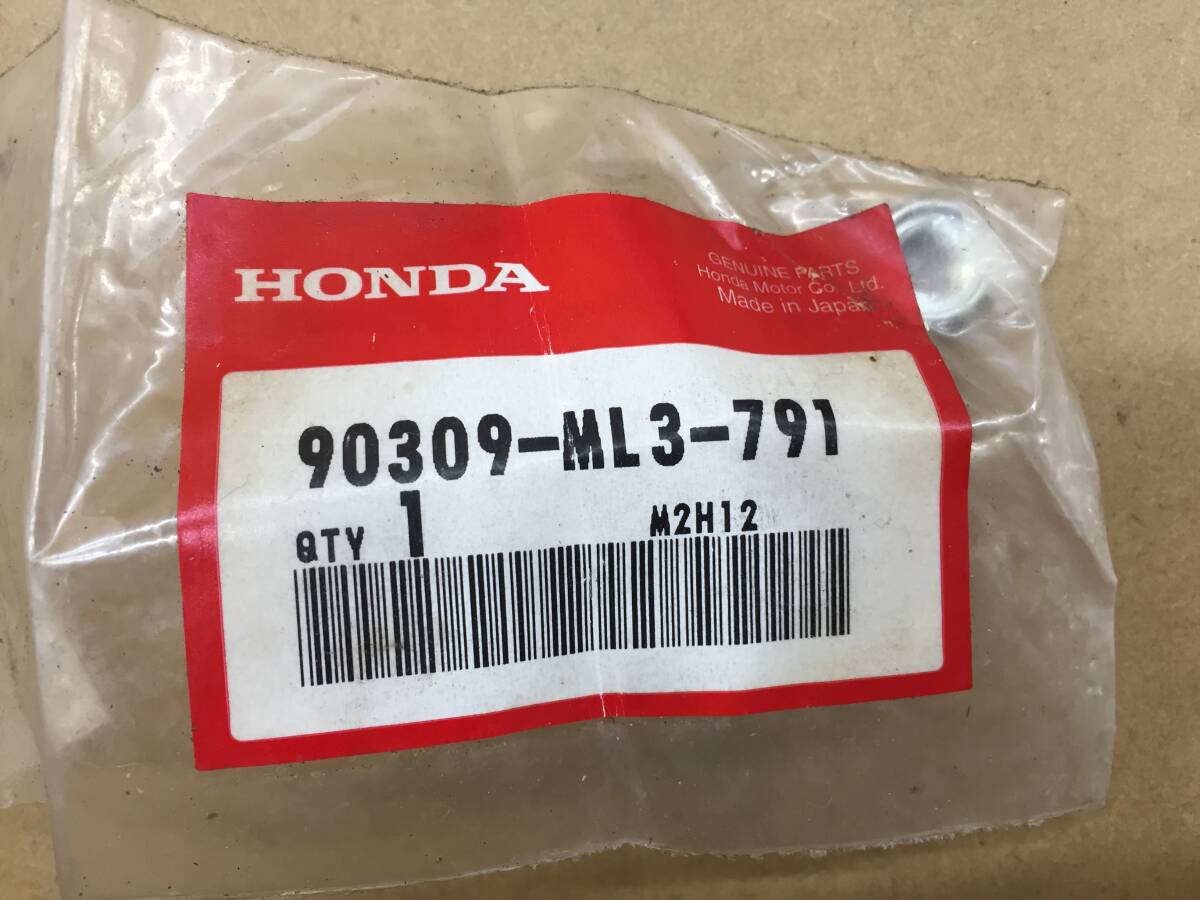 HONDA
GENUINE PARTS
Honda Motor Co., Ltd.
Made in Japan
90309-ML3-791
QTY 1 M2H12